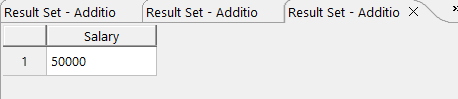 Result Set - Additio Result Set - Additio Result Set - Additio
Salary
1 50000